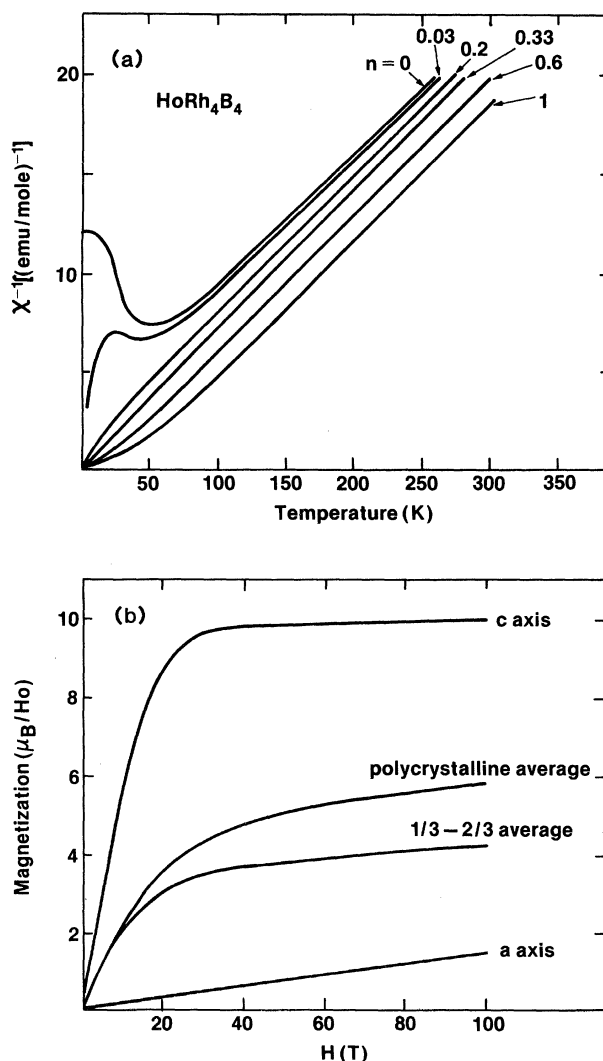 (a)
HoRh₄B₄
n = 0
0.03
0.2
0.33
0.6
1
20
10
χ⁻¹[(emu/mole)⁻¹]
50 100 150 200 250 300 350
Temperature (K)
(b)
10
8
6
4
2
Magnetization (μB/Ho)
c axis
polycrystalline average
1/3 – 2/3 average
a axis
20 40 60 80 100
H (T)